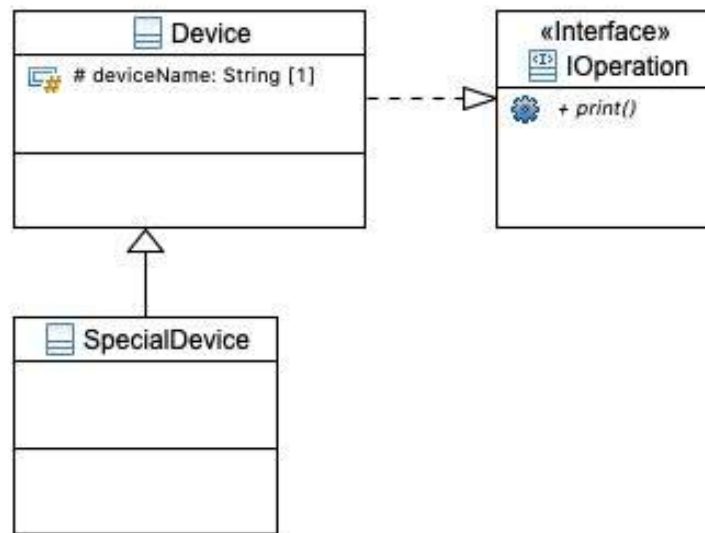 Device
# deviceName: String [1]
«Interface»
IOperation
+ print()
SpecialDevice